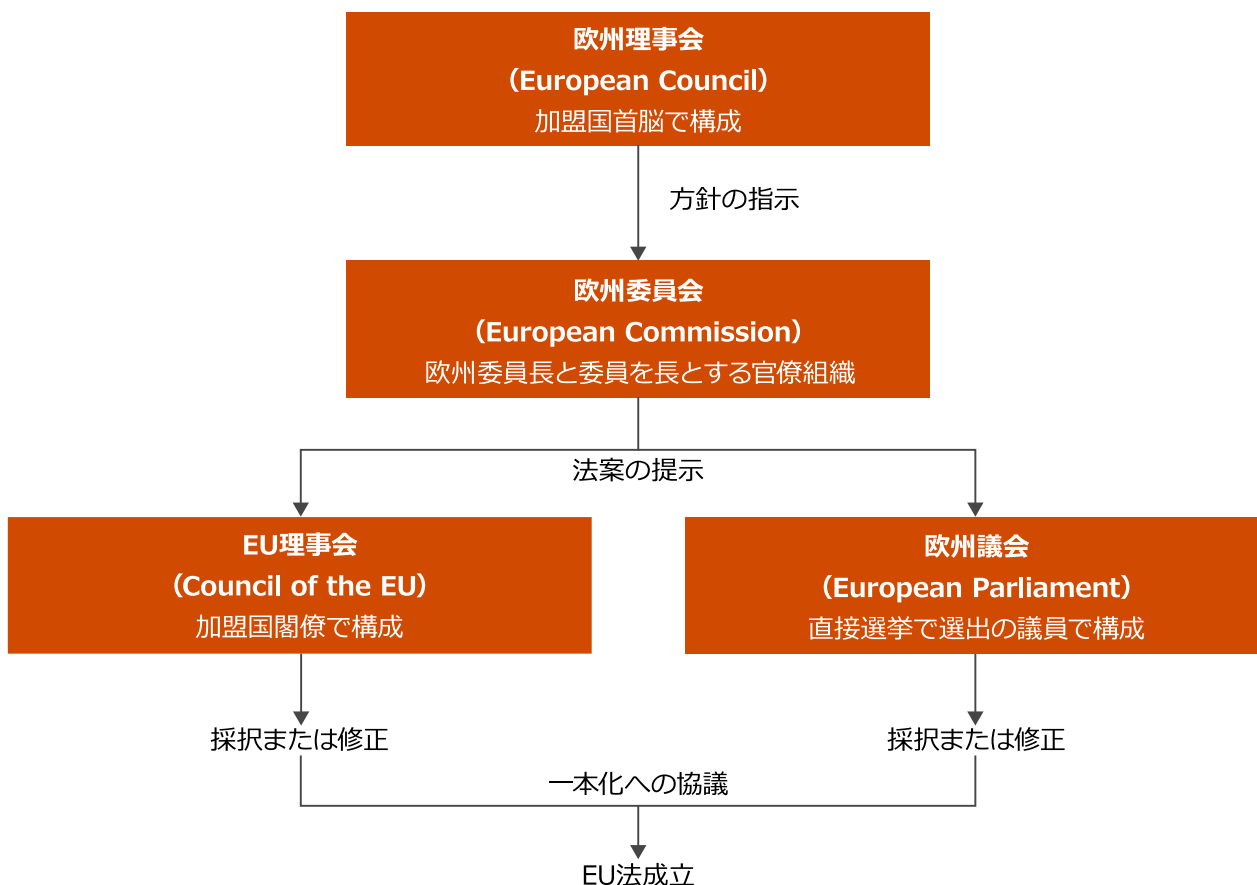 欧州理事会
（European Council）
加盟国首脳で構成
方針の指示
欧州委員会
（European Commission）
欧州委員長と委員を長とする官僚組織
法案の提示
EU理事会
（Council of the EU）
加盟国閣僚で構成
欧州議会
（European Parliament）
直接選挙で選出の議員で構成
採択または修正
採択または修正
一本化への協議
EU法成立